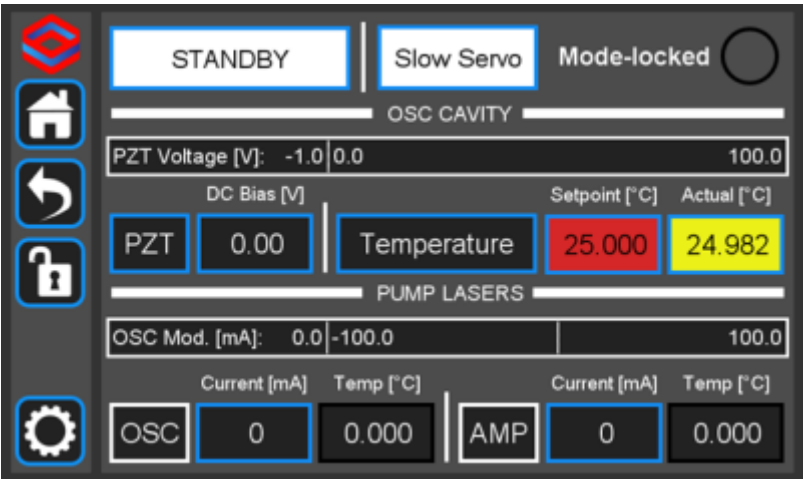 STANDBY Slow Servo Mode-locked
OSC CAVITY
PZT Voltage [V]: -1.0 0.0 100.0
DC Bias [V] Setpoint [°C] Actual [°C]
PZT 0.00 Temperature 25.000 24.982
PUMP LASERS
OSC Mod. [mA]: 0.0 -100.0 100.0
Current [mA] Temp [°C] Current [mA] Temp [°C]
OSC 0 0.000 AMP 0 0.000